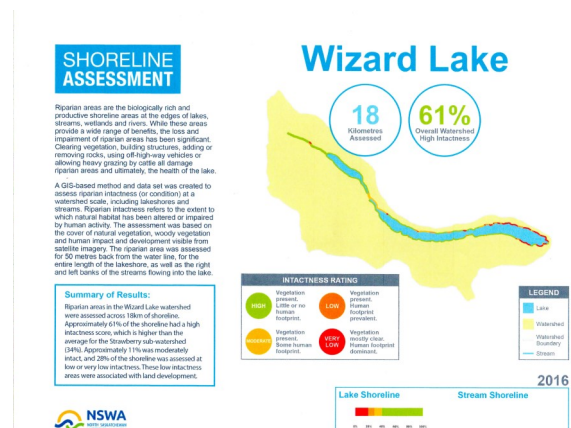 SHORELINE
ASSESSMENT
Wizard Lake
Riparian areas are the biologically rich and
productive shoreline areas at the edges of lakes,
streams, wetlands and rivers. While these areas
provide a wide range of benefits, the loss and
impairment of riparian areas has been significant.
Clearing vegetation, building structures, adding or
removing rocks, using off-high-way vehicles or
allowing heavy grazing by cattle all damage
riparian areas and ultimately, the health of the lake.
A GIS-based method and data set was created to
assess riparian intactness (or condition) at a
watershed scale, including lakeshores and
streams. Riparian intactness refers to the extent to
which natural habitat has been altered or impaired
by human activity. The assessment was based on
the cover of natural vegetation, woody vegetation
and human impact and development visible from
satellite imagery. The riparian area was assessed
for 50 metres back from the water line, for the
entire length of the lakeshore, as well as the right
and left banks of the streams flowing into the lake.
Summary of Results:
Riparian areas in the Wizard Lake watershed
were assessed across 18km of shoreline.
Approximately 61% of the shoreline had a high
intactness score, which is higher than the
average for the Strawberry sub-watershed
(34%). Approximately 11% was moderately
intact, and 28% of the shoreline was assessed at
low or very low intactness. These low intactness
areas were associated with land development.
NSWA
NORTH SASKATCHEWAN
18
Kilometres
Assessed
61%
Overall Watershed
High Intactness
INTACTNESS RATING
HIGH
Vegetation
present.
Little or no
human
footprint.
LOW
Vegetation
present.
Human
footprint
prevalent.
MODERATE
Vegetation
present.
Some human
footprint.
VERY
LOW
Vegetation
mostly clear.
Human footprint
dominant.
LEGEND
Lake
Watershed
Watershed
Boundary
Stream
2016
Lake Shoreline
Stream Shoreline